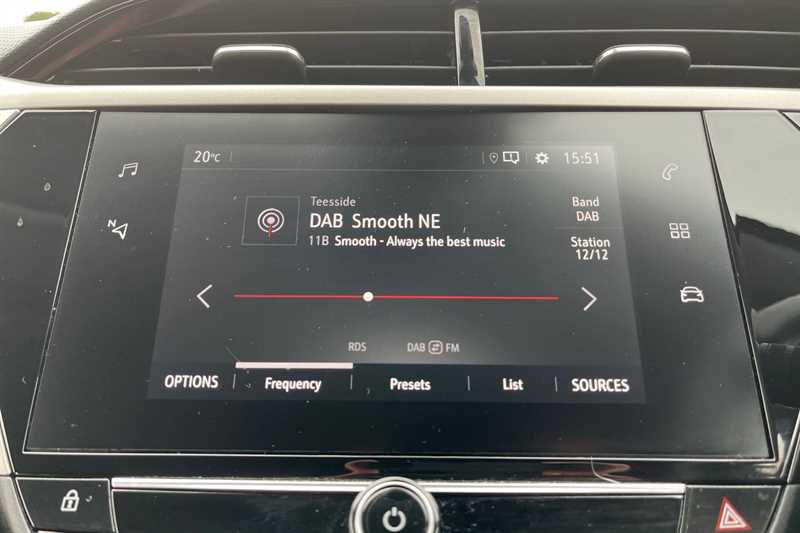 20°C
15:51
N
Teesside
DAB Smooth NE
11B Smooth - Always the best music
Band
DAB
Station
12/12
RDS
DAB FM
OPTIONS Frequency Presets List SOURCES